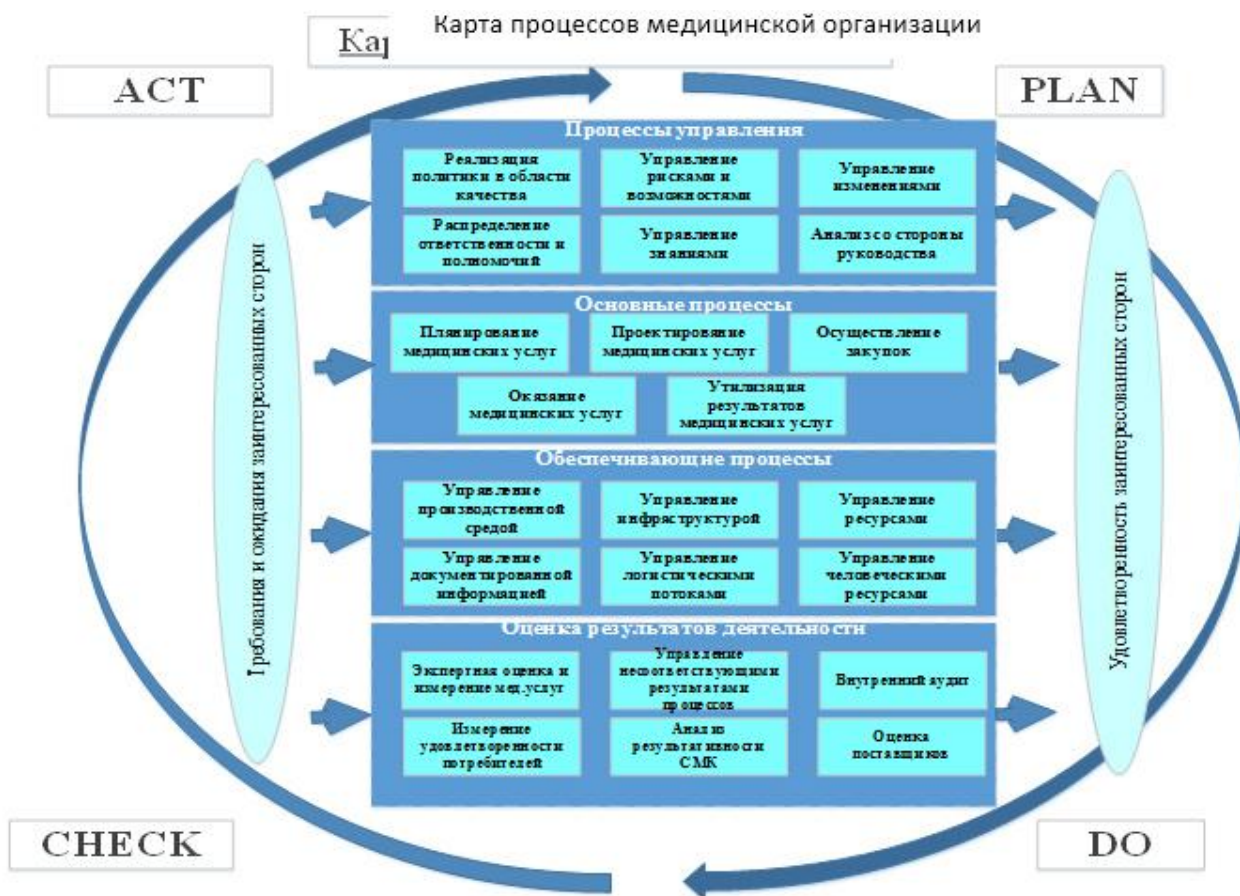 Карта процессов медицинской организации
Кар
ACT
PLAN
Процессы управления
Реализация
политики в области
качества
Управление
рисками и
возможностями
Управление
изменениями
Распределение
ответственности и
полномочий
Управление
знаниями
Анализ со стороны
руководства
Основные процессы
Планирование
медицинских услуг
Проектирование
медицинских услуг
Осуществление
закупок
Оказание
медицинских услуг
Утилизация
результатов
медицинских услуг
Обеспечивающие процессы
Управление
производственной
средой
Управление
инфраструктурой
Управление
ресурсами
Управление
документированной
информацией
Управление
логистическими
потоками
Управление
человеческими
ресурсами
Оценка результатов деятельности
Экспертная оценка и
измерение мед.услуг
Управление
несоответствующими
результатами
процессов
Внутренний аудит
Измерение
удовлетворенности
потребителей
Анализ
результативности
СМК
Оценка
поставщиков
Требования и ожидания заинтересованных сторон
Удовлетворенность заинтересованных сторон
CHECK
DO